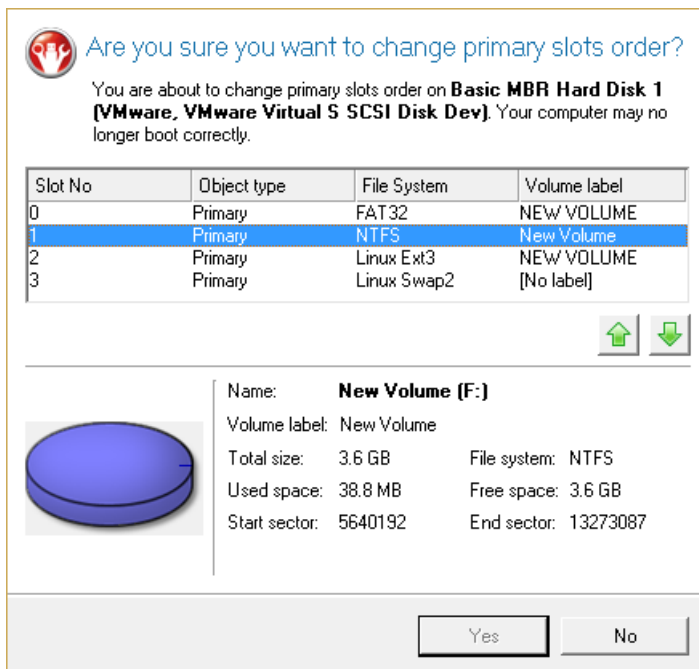 Are you sure you want to change primary slots order?
You are about to change primary slots order on Basic MBR Hard Disk 1
(VMware, VMware Virtual S SCSI Disk Dev). Your computer may no
longer boot correctly.
Slot No Object type File System Volume label
0 Primary FAT32 NEW VOLUME
1 Primary NTFS New Volume
2 Primary Linux Ext3 NEW VOLUME
3 Primary Linux Swap2 [No label]
Name: New Volume (F:)
Volume label: New Volume
Total size: 3.6 GB File system: NTFS
Used space: 38.8 MB Free space: 3.6 GB
Start sector: 5640192 End sector: 13273087
Yes No